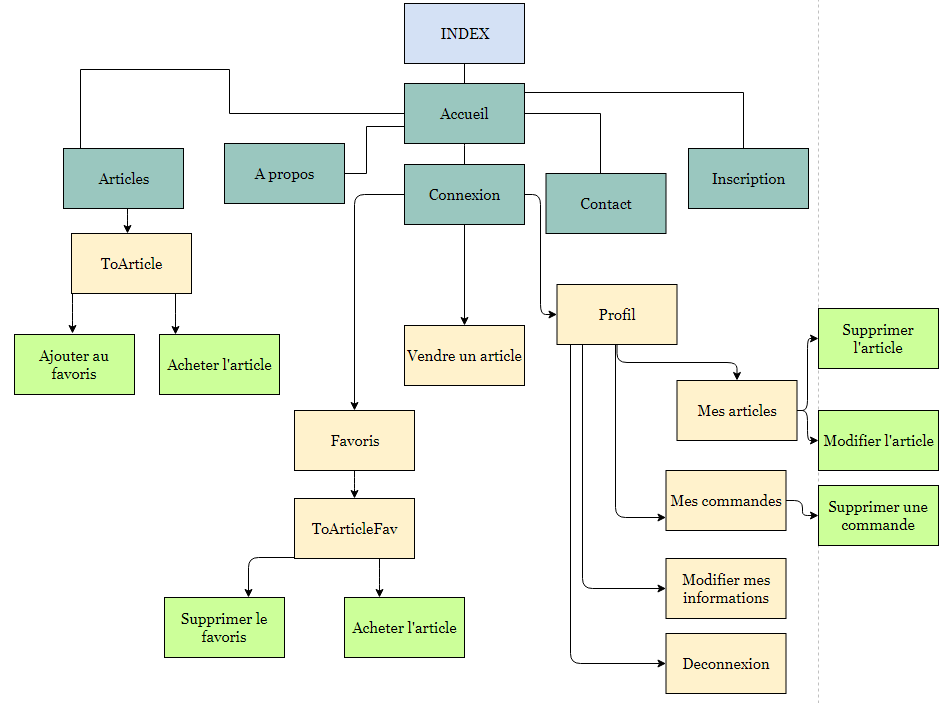 INDEX
Accueil
Articles
A propos
Connexion
Contact
Inscription
ToArticle
Ajouter au
favoris
Acheter l'article
Vendre un article
Profil
Supprimer
l'article
Mes articles
Modifier l'article
Favoris
Mes commandes
Supprimer une
commande
ToArticleFav
Modifier mes
informations
Supprimer le
favoris
Acheter l'article
Deconnexion